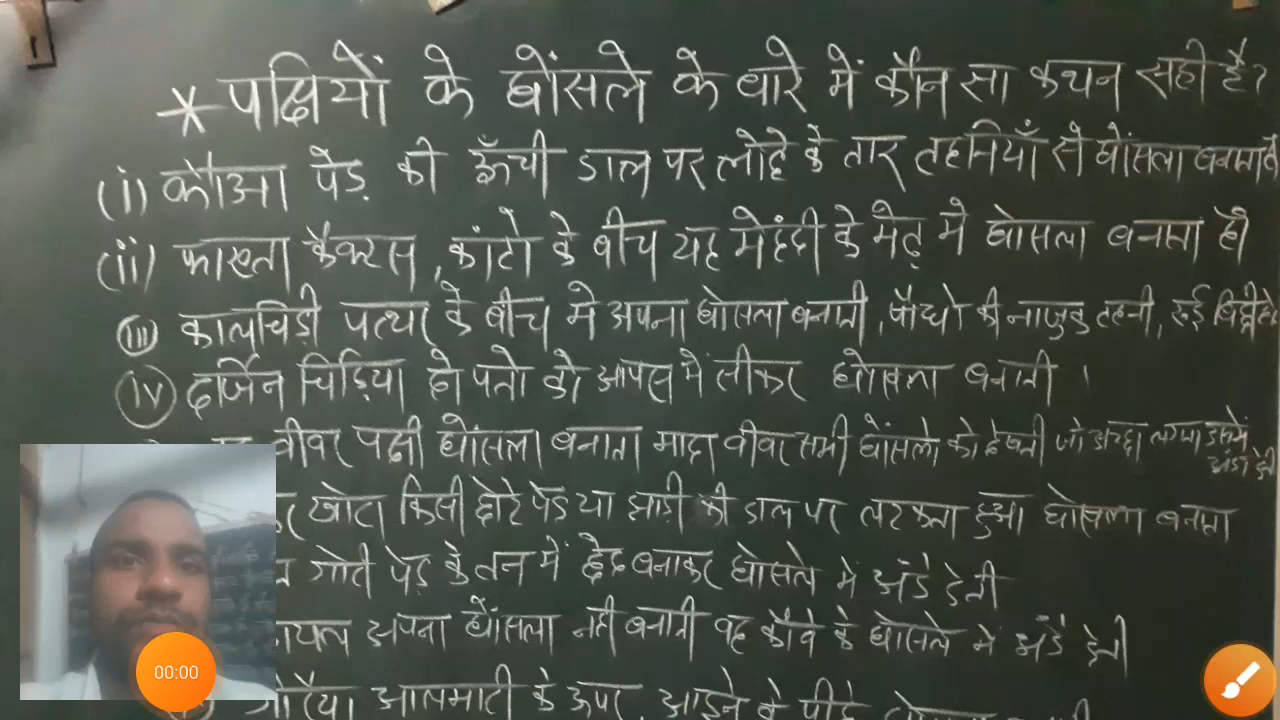 * पक्षियों के घोंसले के बारे में कौन सा कथन सही है?
(i) कौआ पेड़ की ऊँची डाल पर लोहे के तार टहनियाँ से घोंसला बनाता है
(ii) फाख्ता कैक्टस, कांटो के बीच यह मेहंदी के मेढ़ मे घोसला बनाता है
(iii) कालचिड़ी पत्थर के बीच मे अपना घोसला बनाती, पौधो की नाजुक टहनी, रूई
(iv) दर्जिन चिड़िया दो पतो को आपस में सीकर घोसला बनाती ।
वीवर पक्षी घोंसला बनाता मादा वीवर सभी घोंसलो को देखती जो अच्छा लगता उसमें
अंडा देती
खोटा किसी छोटे पेड़ या झाड़ी की डाल पर लटकता हुआ घोसला बनाता
पेड़ के तन में छेद बनाकर घोसले में अंडे देती
अपना घोंसला नही बनाती वह कौवे के घोसले मे अंडे देती
आलमारी के ऊपर, आइने के पीछे
00:00